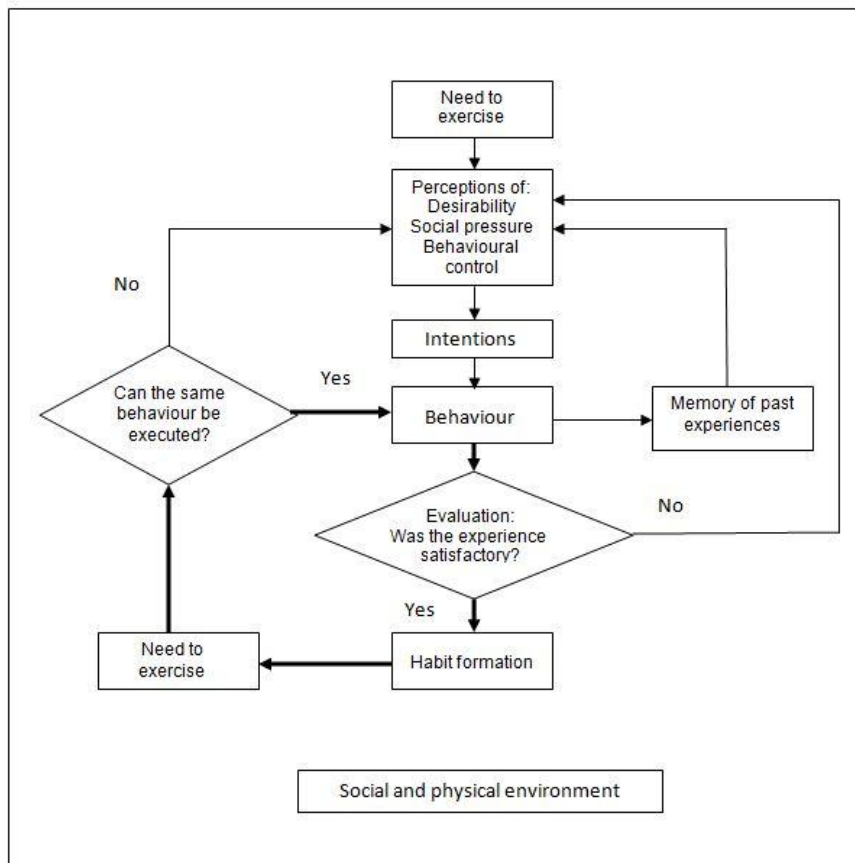 Need to
exercise
Perceptions of:
Desirability
Social pressure
Behavioural
control
No
Intentions
Can the same
behaviour be
executed?
Yes
Behaviour
Memory of past
experiences
Evaluation:
Was the experience
satisfactory?
No
Yes
Need to
exercise
Habit formation
Social and physical environment